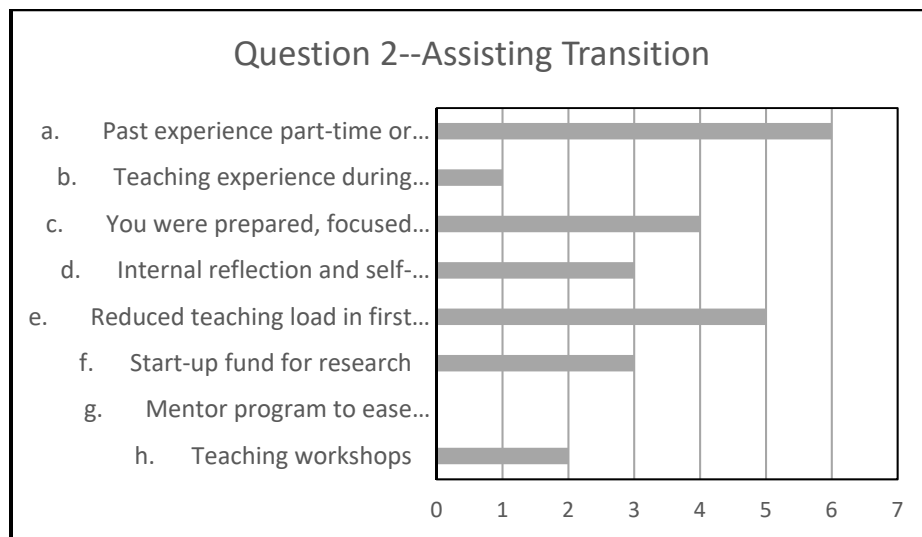 Question 2--Assisting Transition
a. Past experience part-time or…
b. Teaching experience during…
c. You were prepared, focused…
d. Internal reflection and self-…
e. Reduced teaching load in first…
f. Start-up fund for research
g. Mentor program to ease…
h. Teaching workshops
0 1 2 3 4 5 6 7